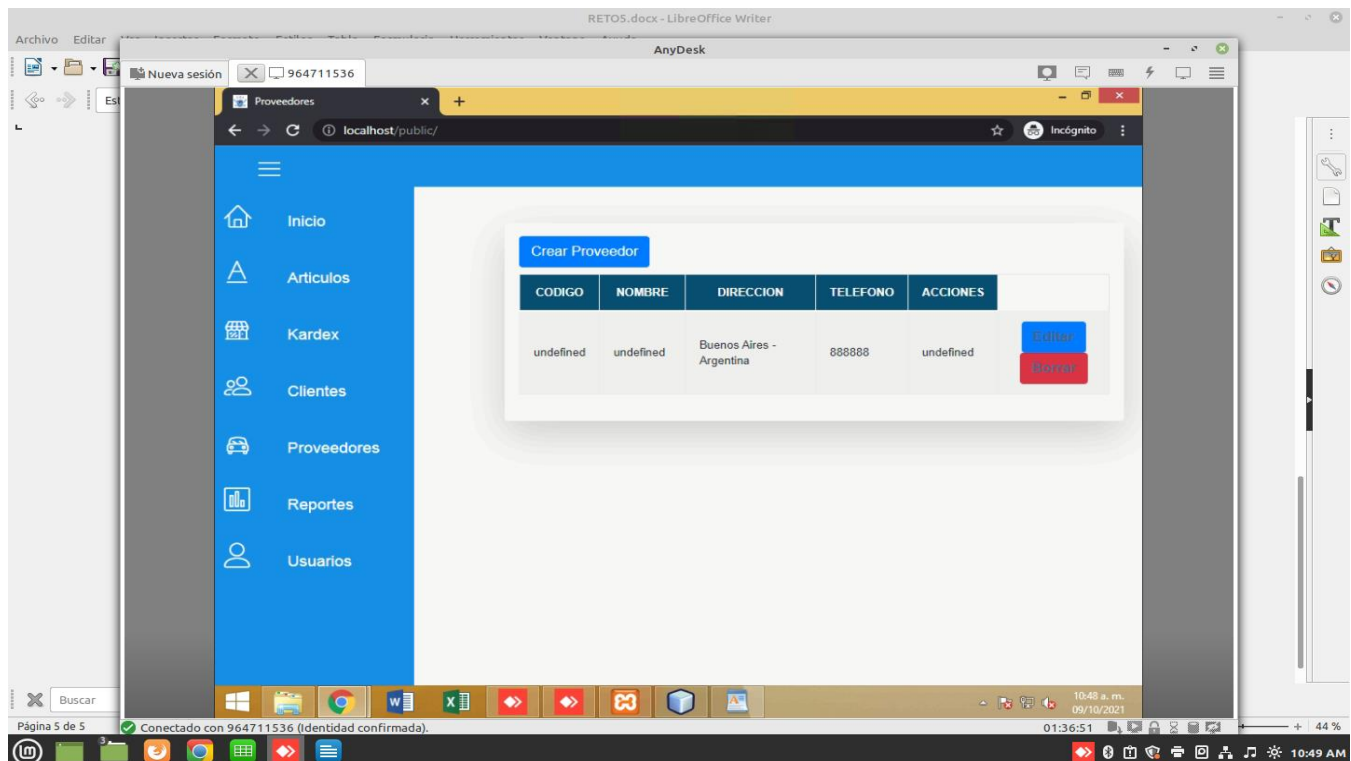 RETOS.docx - LibreOffice Writer
Archivo Editar
AnyDesk
Nueva sesión 964711536
Est
Proveedores
localhost/public/ Incógnito
Inicio
Articulos
Kardex
Clientes
Proveedores
Reportes
Usuarios
Crear Proveedor
CODIGO NOMBRE DIRECCION TELEFONO ACCIONES
undefined undefined Buenos Aires - Argentina 888888 undefined
Editar
Borrar
10:48 a. m.
09/10/2021
Buscar
Página 5 de 5
Conectado con 964711536 (Identidad confirmada). 01:36:51
44 %
3
10:49 AM